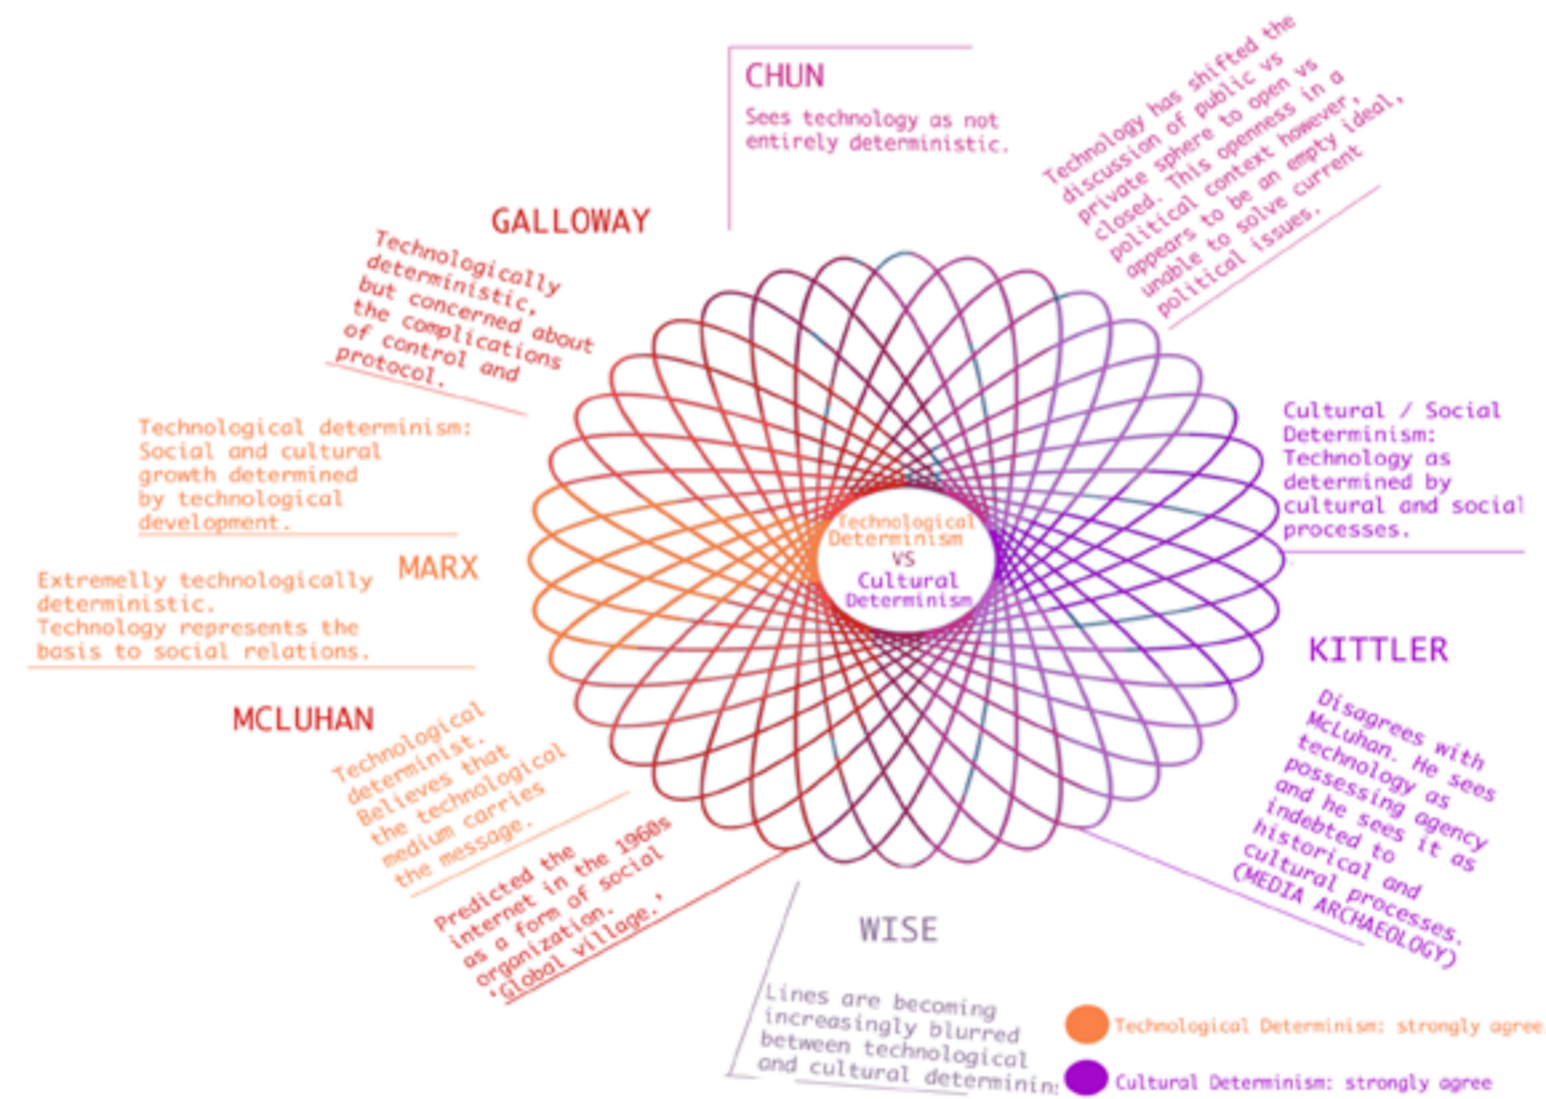 CHUN
Sees technology as not
entirely deterministic.
Technology has shifted the
discussion of public vs
private sphere to open vs
closed. This openness in a
political context however,
appears to be an empty ideal,
unable to solve current
political issues.
GALLOWAY
Technologically
deterministic,
but concerned about
the complications
of control and
protocol.
Technological determinism:
Social and cultural
growth determined
by technological
development.
MARX
Extremelly technologically
deterministic.
Technology represents the
basis to social relations.
MCLUHAN
Technological
determinist.
Believes that
the technological
medium carries
the message.
Predicted the
internet in the 1960s
as a form of social
organization.
'Global village.'
Technological
Determinism
VS
Cultural
Determinism
Cultural / Social
Determinism:
Technology as
determined by
cultural and social
processes.
KITTLER
Disagrees with
McLuhan. He sees
technology as
possessing agency
and he sees it as
indebted to
historical and
cultural processes.
(MEDIA ARCHAEOLOGY)
WISE
Lines are becoming
increasingly blurred
between technological
and cultural determinin
Technological Determinism: strongly agree
Cultural Determinism: strongly agree